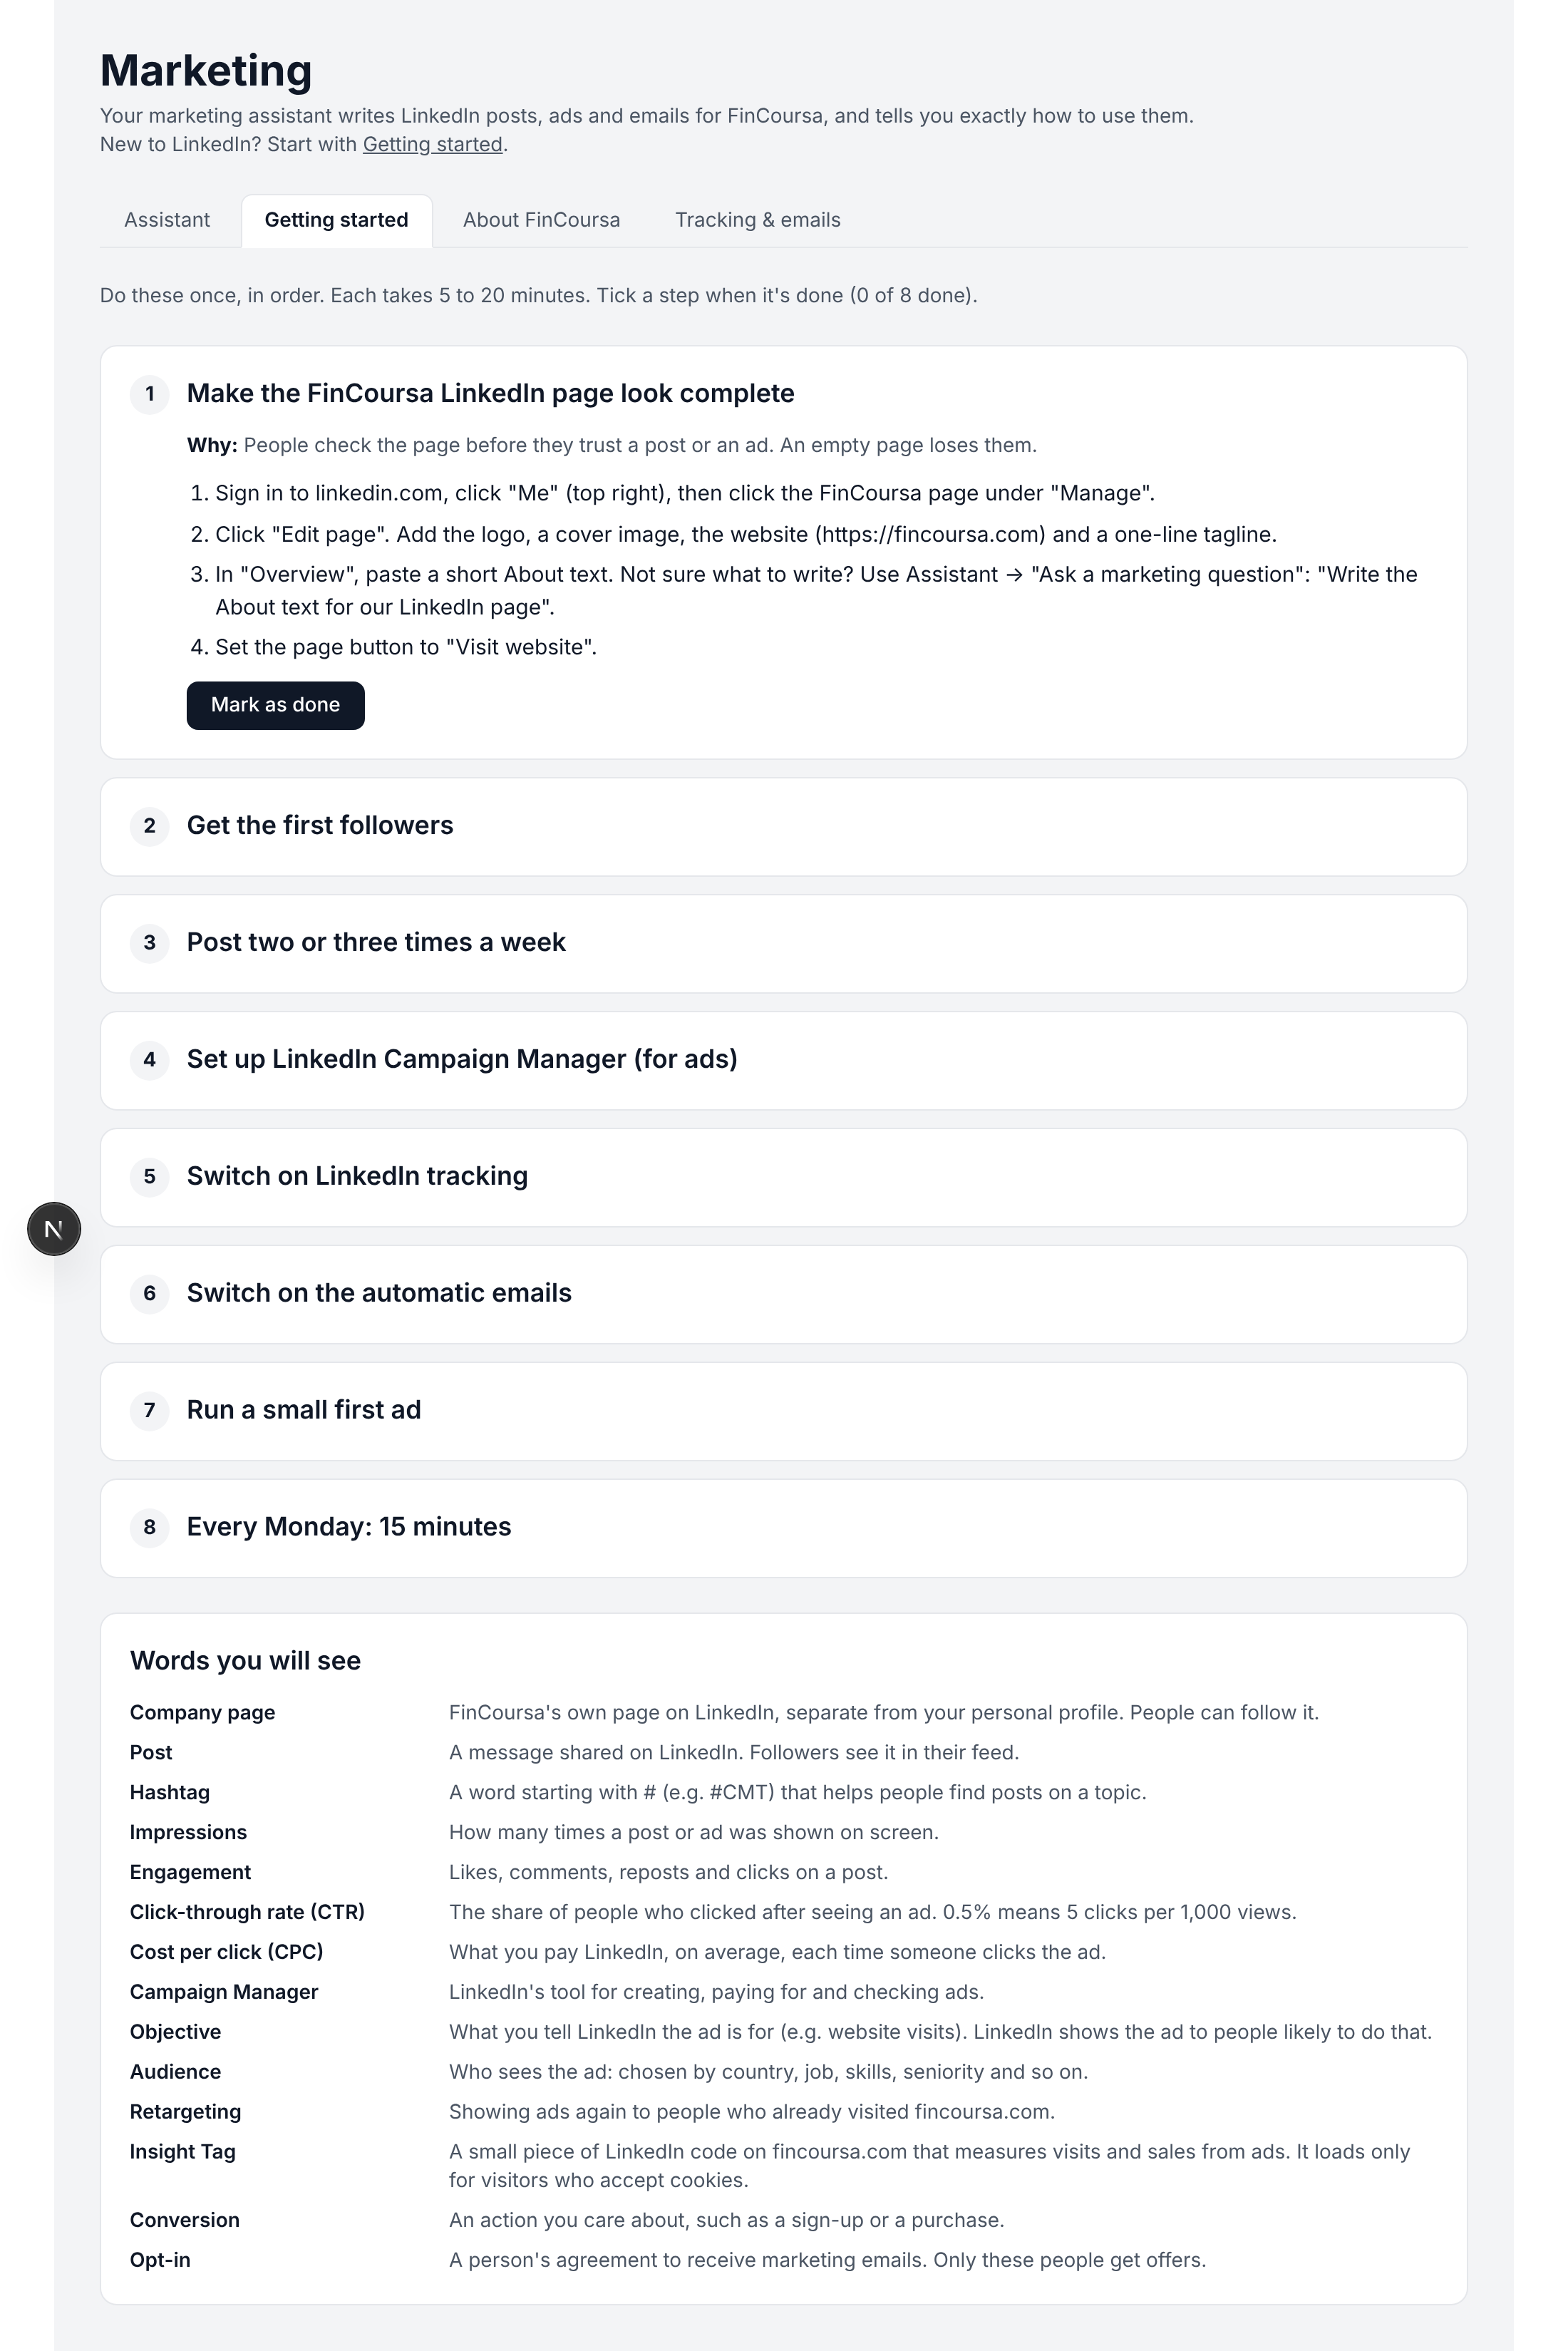 Marketing
Your marketing assistant writes LinkedIn posts, ads and emails for FinCoursa, and tells you exactly how to use them.
New to LinkedIn? Start with Getting started.
Assistant
Getting started
About FinCoursa
Tracking & emails
Do these once, in order. Each takes 5 to 20 minutes. Tick a step when it's done (0 of 8 done).
1 Make the FinCoursa LinkedIn page look complete
Why: People check the page before they trust a post or an ad. An empty page loses them.
1. Sign in to linkedin.com, click "Me" (top right), then click the FinCoursa page under "Manage".
2. Click "Edit page". Add the logo, a cover image, the website (https://fincoursa.com) and a one-line tagline.
3. In "Overview", paste a short About text. Not sure what to write? Use Assistant → "Ask a marketing question": "Write the
About text for our LinkedIn page".
4. Set the page button to "Visit website".
Mark as done
2 Get the first followers
3 Post two or three times a week
4 Set up LinkedIn Campaign Manager (for ads)
5 Switch on LinkedIn tracking
N
6 Switch on the automatic emails
7 Run a small first ad
8 Every Monday: 15 minutes
Words you will see
Company page FinCoursa's own page on LinkedIn, separate from your personal profile. People can follow it.
Post A message shared on LinkedIn. Followers see it in their feed.
Hashtag A word starting with # (e.g. #CMT) that helps people find posts on a topic.
Impressions How many times a post or ad was shown on screen.
Engagement Likes, comments, reposts and clicks on a post.
Click-through rate (CTR) The share of people who clicked after seeing an ad. 0.5% means 5 clicks per 1,000 views.
Cost per click (CPC) What you pay LinkedIn, on average, each time someone clicks the ad.
Campaign Manager LinkedIn's tool for creating, paying for and checking ads.
Objective What you tell LinkedIn the ad is for (e.g. website visits). LinkedIn shows the ad to people likely to do that.
Audience Who sees the ad: chosen by country, job, skills, seniority and so on.
Retargeting Showing ads again to people who already visited fincoursa.com.
Insight Tag A small piece of LinkedIn code on fincoursa.com that measures visits and sales from ads. It loads only
for visitors who accept cookies.
Conversion An action you care about, such as a sign-up or a purchase.
Opt-in A person's agreement to receive marketing emails. Only these people get offers.